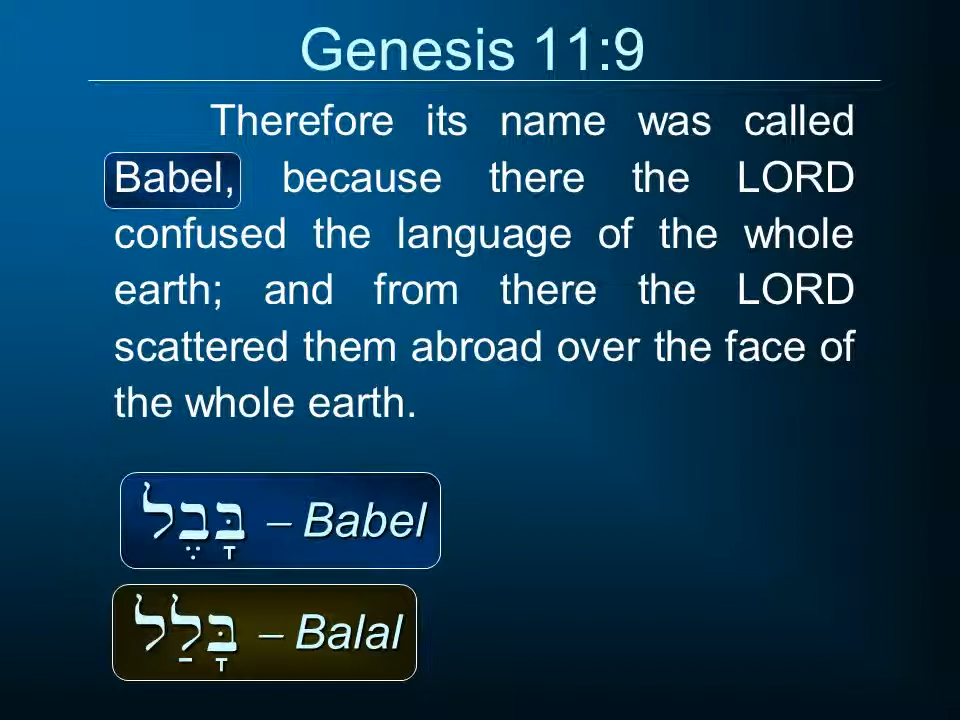 Genesis 11:9
Therefore its name was called
Babel, because there the LORD
confused the language of the whole
earth; and from there the LORD
scattered them abroad over the face of
the whole earth.
בָּבֶל – Babel
בָּלַל – Balal